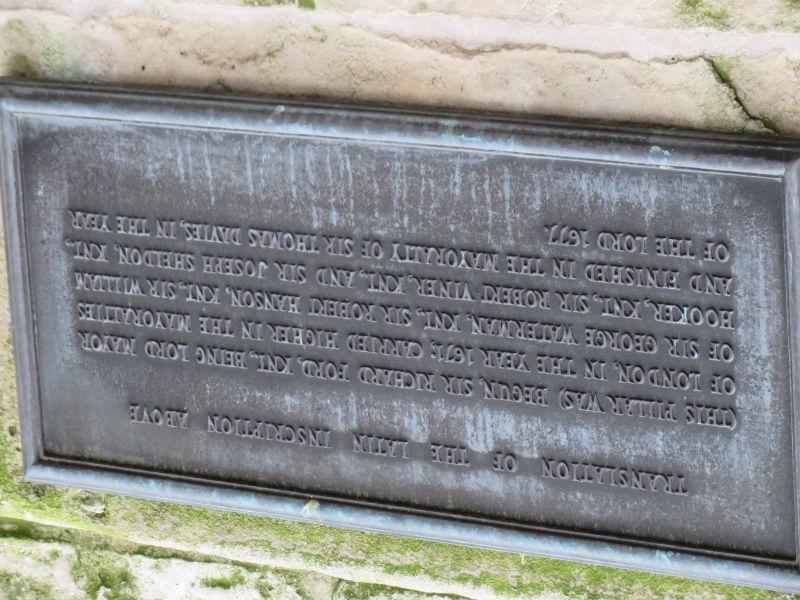 TRANSLATION OF THE LATIN INSCRIPTION ABOVE
(THIS PILLAR WAS) BEGUN, SIR RICHARD FORD, KNT., BEING LORD MAYOR
OF LONDON, IN THE YEAR 1671: CARRIED HIGHER IN THE MAYORALTIES
OF SIR GEORGE WATERMAN, KNT., SIR ROBERT HANSON, KNT., SIR WILLIAM
HOOKER, KNT., SIR ROBERT VINER, KNT., AND SIR JOSEPH SHELDON, KNT.,
AND FINISHED IN THE MAYORALTY OF SIR THOMAS DAVIES, IN THE YEAR
OF THE LORD 1677.